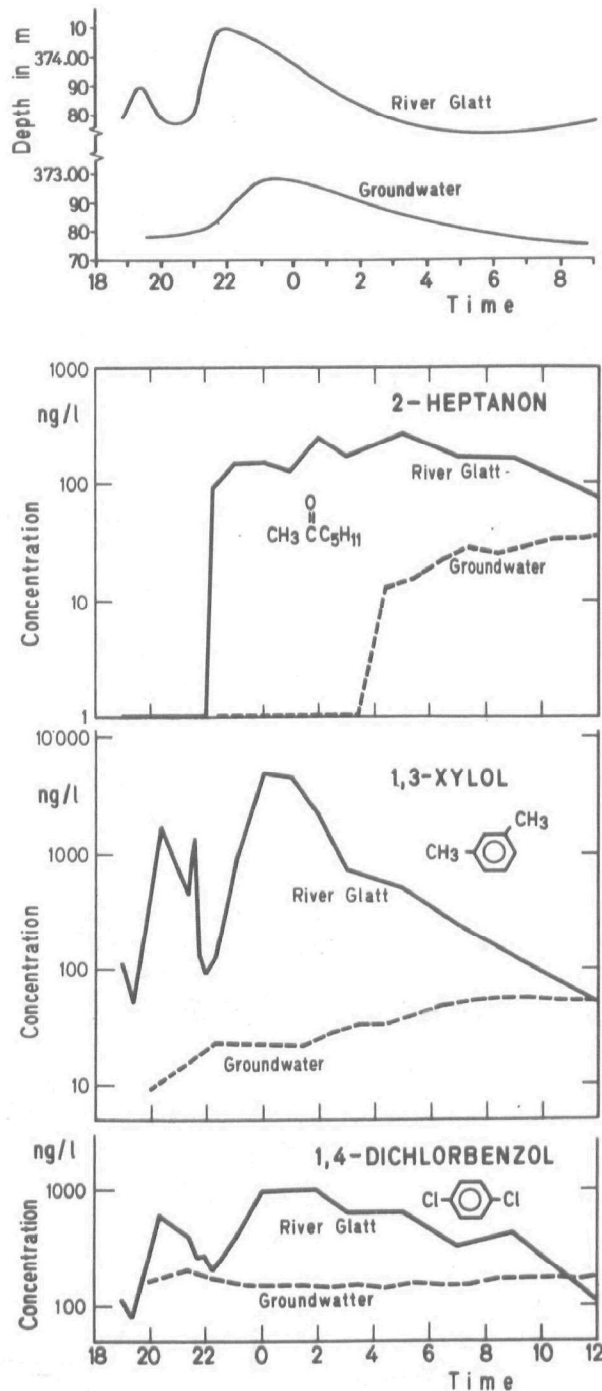 Depth in m
10
374.00
90
80
373.00
90
80
70
River Glatt
Groundwater
18 20 22 0 2 4 6 8
Time
1000
ng/l
100
10
1
Concentration
2-HEPTANON
River Glatt
O
CH3 CC5H11
Groundwater
10'000
ng/l
1000
100
10
Concentration
1,3-XYLOL
CH3
CH3
River Glatt
Groundwater
ng/l
1000
100
Concentration
1,4-DICHLORBENZOL
Cl Cl
River Glatt
Groundwatter
18 20 22 0 2 4 6 8 10 12
Time